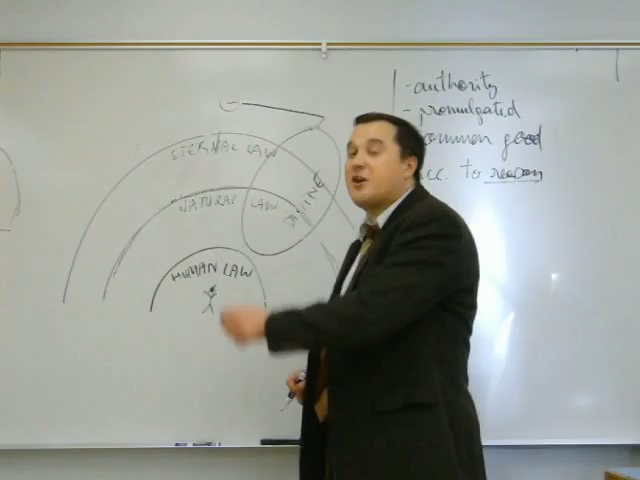 ETERNAL LAW
NATURAL LAW
DIVINE
HUMAN LAW
- authority
- promulgated
common good
acc. to reason